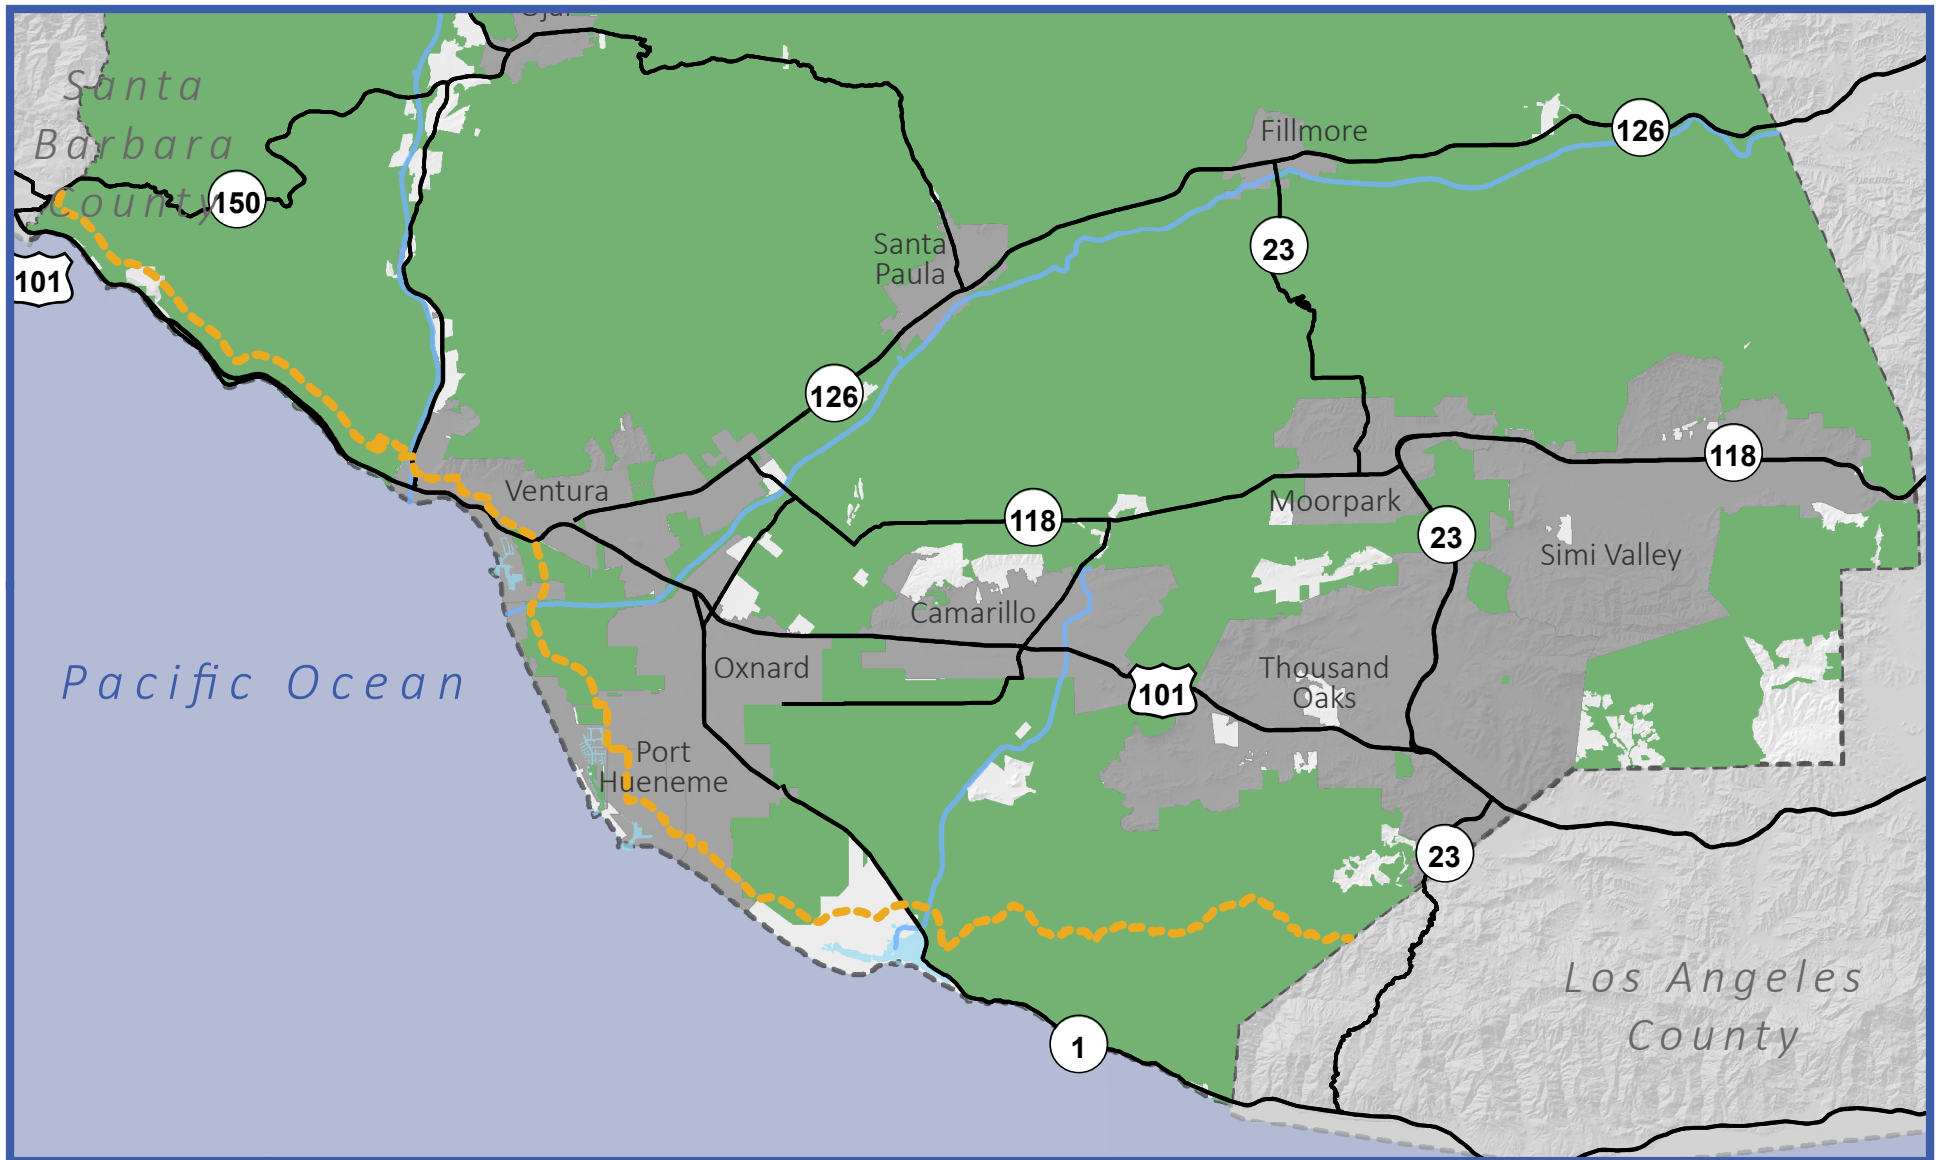 Ojai
Santa
Barbara
County
150
101
Fillmore
126
23
Santa
Paula
126
118
Ventura
118
Moorpark
23
Simi Valley
Camarillo
Oxnard
Thousand
Oaks
101
Pacific Ocean
Port
Hueneme
23
Los Angeles
County
1